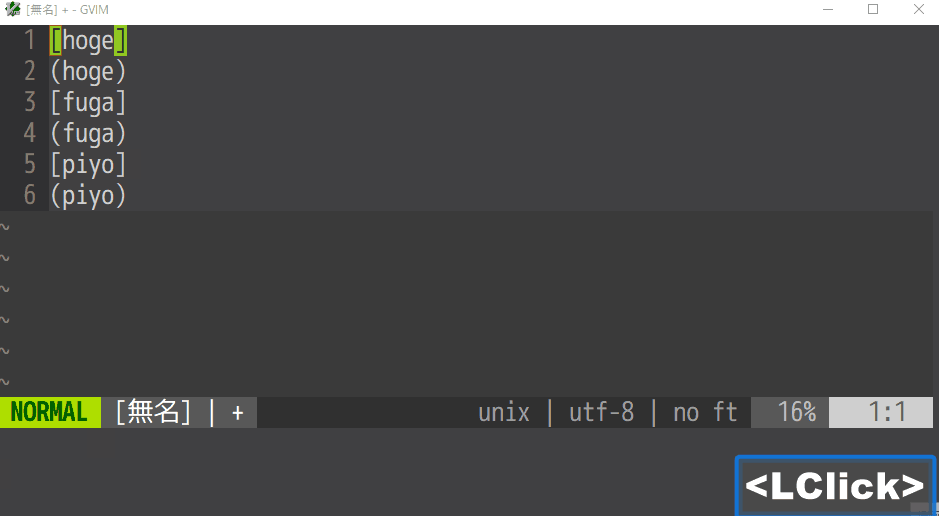 [無名] + - GVIM
1 [hoge]
2 (hoge)
3 [fuga]
4 (fuga)
5 [piyo]
6 (piyo)
~
~
~
~
~
~
NORMAL [無名] | + unix | utf-8 | no ft 16% 1:1
<LClick>